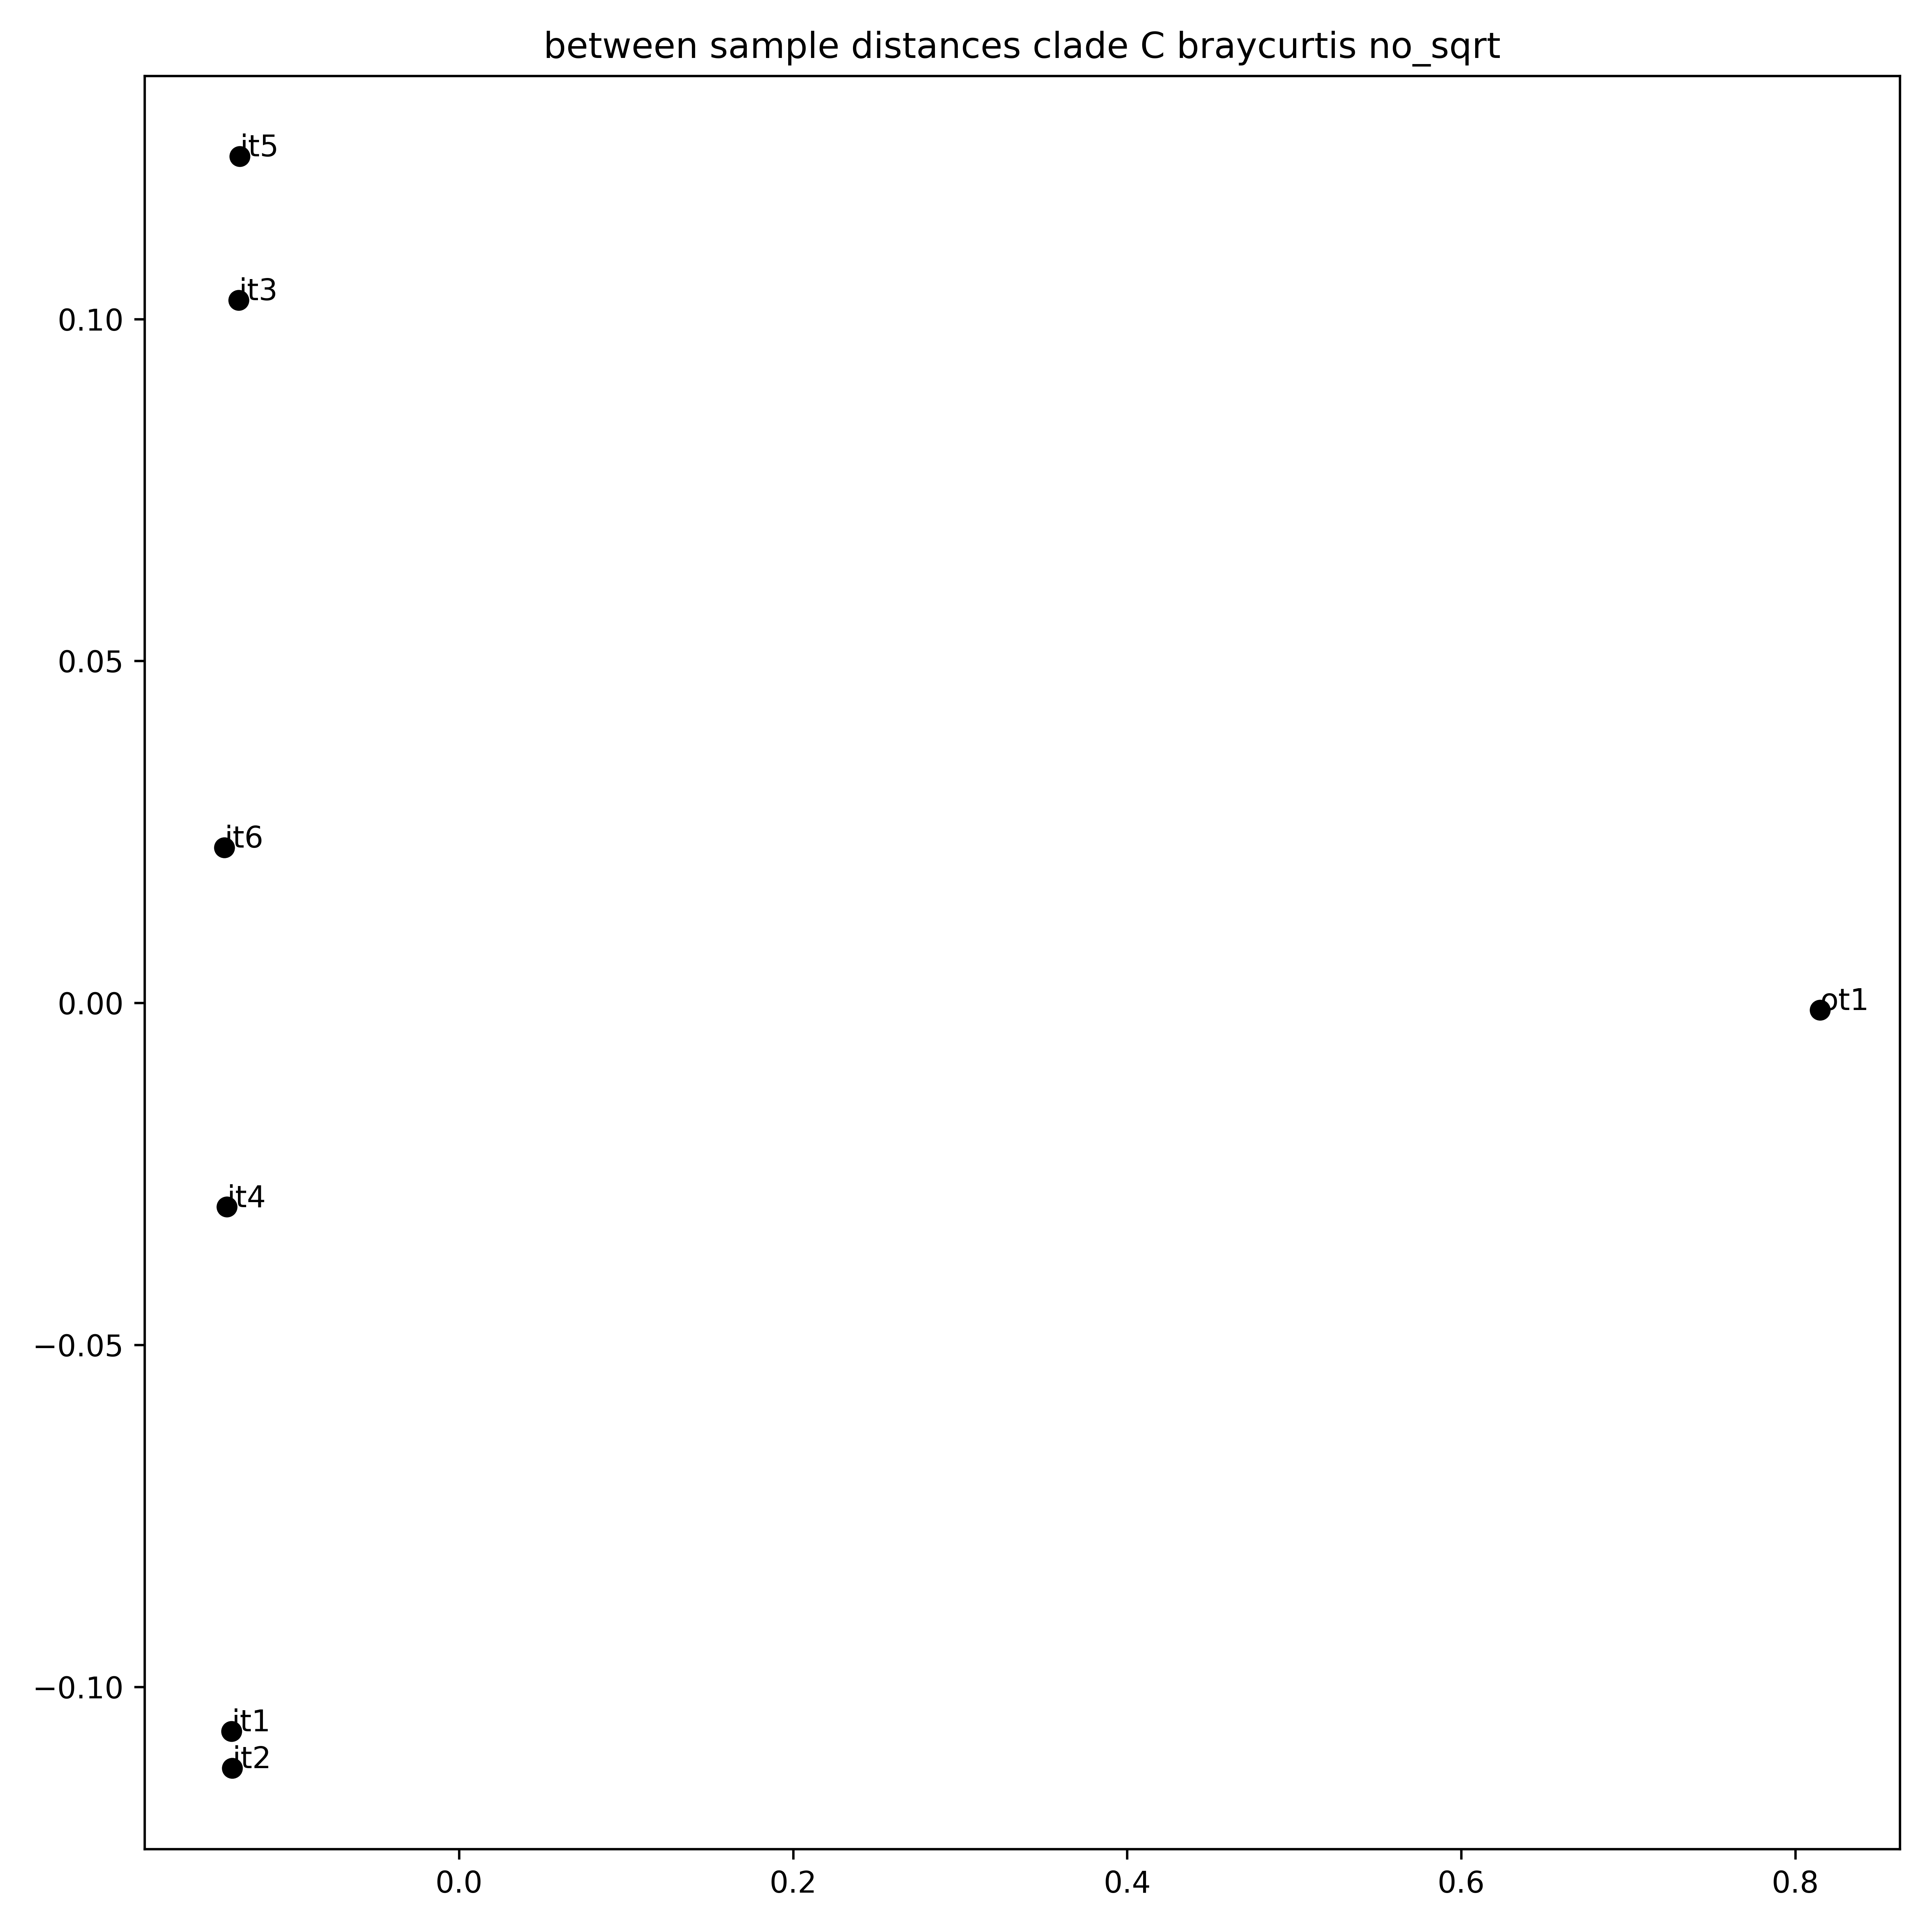 between sample distances clade C braycurtis no_sqrt
it5
it3
0.10
0.05
it6
0.00
ot1
it4
−0.05
−0.10
it1
it2
0.0 0.2 0.4 0.6 0.8